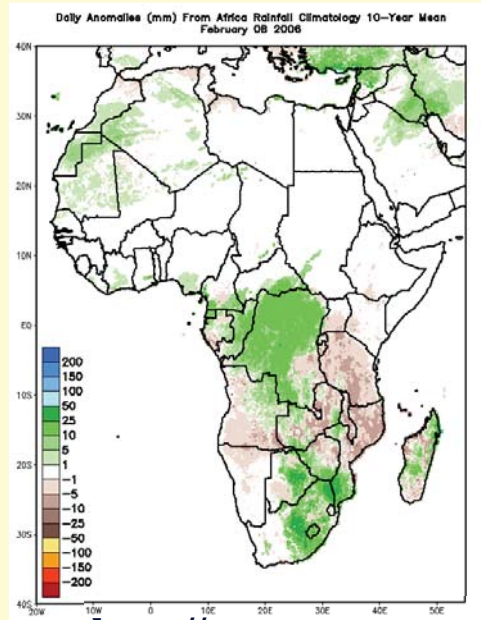 Daily Anomalies (mm) From Africa Rainfall Climatology 10-Year Mean
February 08 2006
40N
30N
20N
10N
EQ
10S
20S
30S
40S
200
150
100
50
25
10
5
1
-1
-5
-10
-25
-50
-100
-150
-200
20W
10W
0
10E
20E
30E
40E
50E